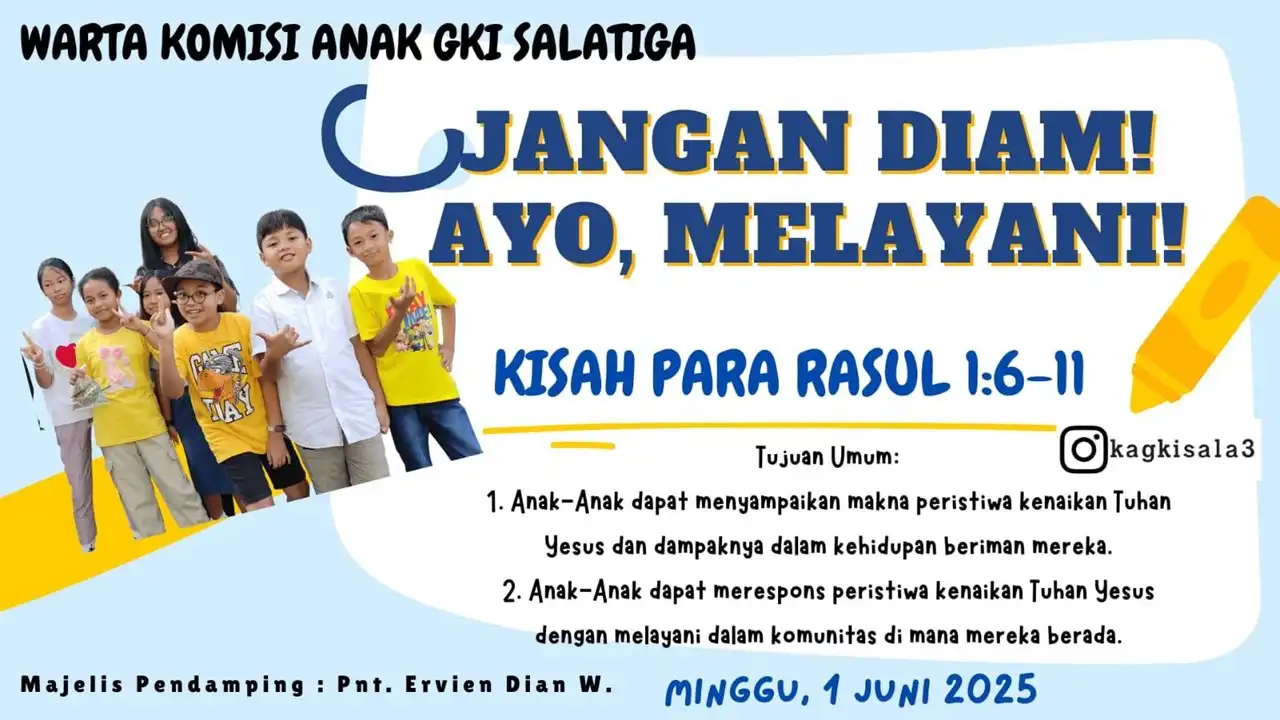 WARTA KOMISI ANAK GKI SALATIGA
JANGAN DIAM!
AYO, MELAYANI!
KISAH PARA RASUL 1:6-11
kagkisala3
Tujuan Umum:
1. Anak-Anak dapat menyampaikan makna peristiwa kenaikan Tuhan
Yesus dan dampaknya dalam kehidupan beriman mereka.
2. Anak-Anak dapat merespons peristiwa kenaikan Tuhan Yesus
dengan melayani dalam komunitas di mana mereka berada.
Majelis Pendamping : Pnt. Ervien Dian W.
MINGGU, 1 JUNI 2025